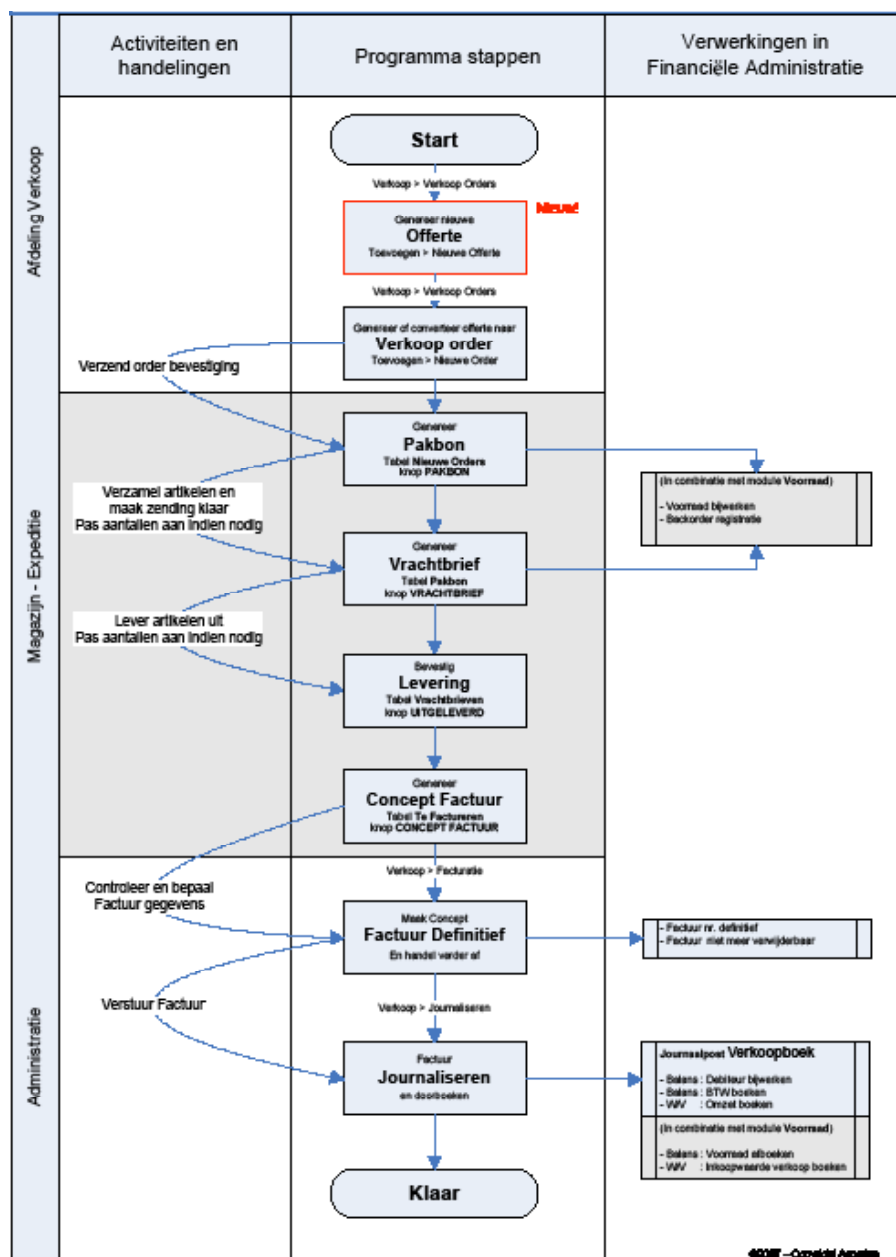 Activiteiten en
handelingen
Programma stappen
Verwerkingen in
Financiële Administratie
Afdeling Verkoop
Start
Verkoop > Verkoop Orders
Nieuw!
Genereer nieuwe
Offerte
Toevoegen > Nieuwe Offerte
Verkoop > Verkoop Orders
Genereer of converteer offerte naar
Verkoop order
Toevoegen > Nieuwe Order
Verzend order bevestiging
Magazijn - Expeditie
Genereer
Pakbon
Tabel Nieuwe Orders
knop PAKBON
Verzamel artikelen en
maak zending klaar
Pas aantallen aan indien nodig
(In combinatie met module Voorraad)
- Voorraad bijwerken
- Backorder registratie
Genereer
Vrachtbrief
Tabel Pakbon
knop VRACHTBRIEF
Lever artikelen uit
Pas aantallen aan indien nodig
Bevestig
Levering
Tabel Vrachtbrieven
knop UITGELEVERD
Genereer
Concept Factuur
Tabel Te Factureren
knop CONCEPT FACTUUR
Administratie
Verkoop > Facturatie
Controleer en bepaal
Factuur gegevens
Maak Concept
Factuur Definitief
En handel verder af
- Factuur nr. definitief
- Factuur niet meer verwijderbaar
Verstuur Factuur
Verkoop > Journaliseren
Factuur
Journaliseren
en doorboeken
Journaalpost Verkoopboek
- Balans : Debiteur bijwerken
- Balans : BTW boeken
- W/V : Omzet boeken
(In combinatie met module Voorraad)
- Balans : Voorraad afboeken
- W/V : Inkoopwaarde verkoop boeken
Klaar